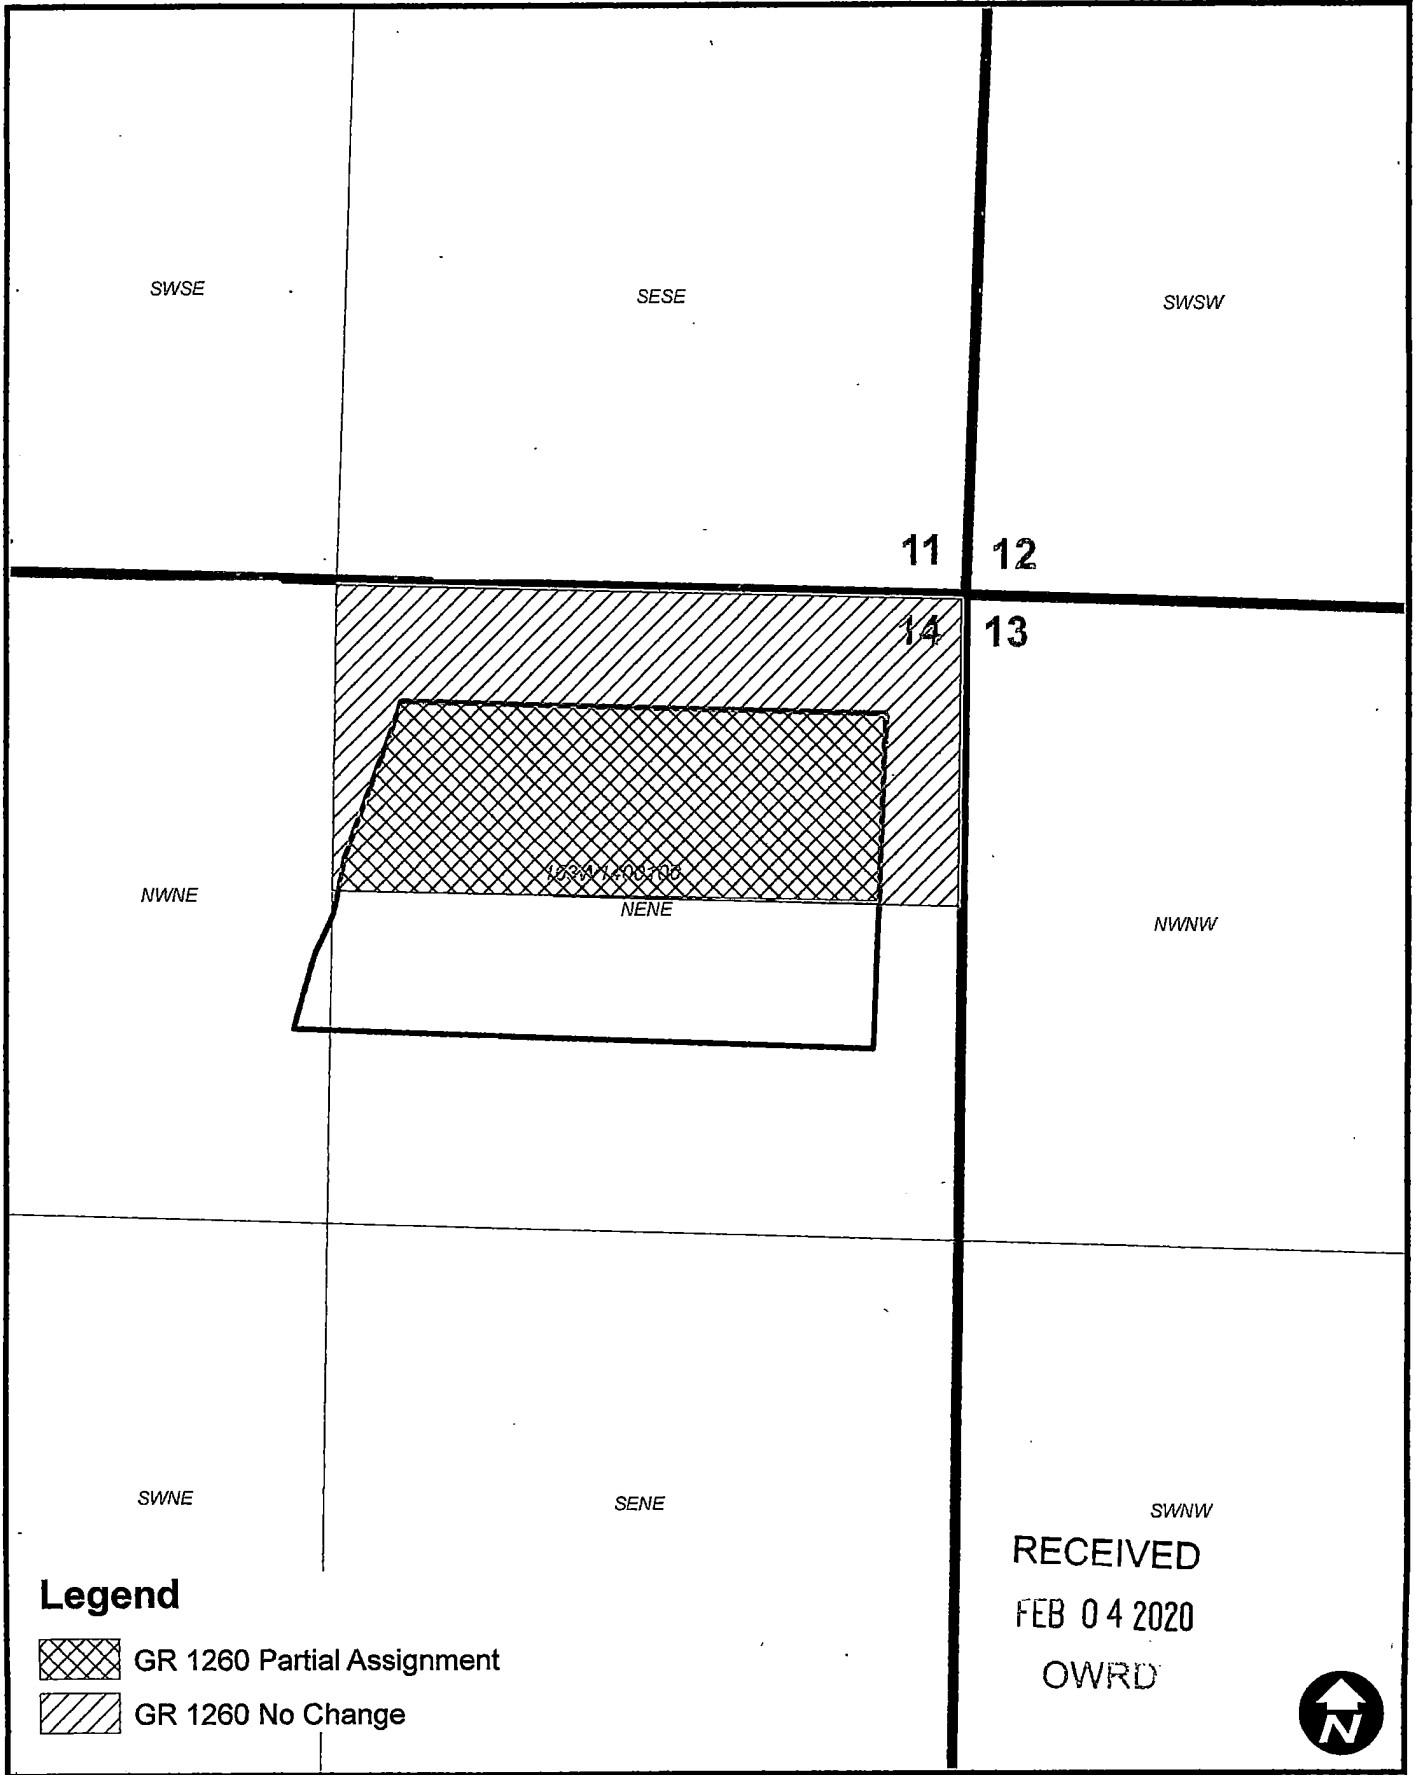 SWSE
SESE
SWSW
11
12
14
13
NWNE
NENE
NWNW
SWNE
SENE
SWNW
RECEIVED
FEB 04 2020
OWRD
Legend
GR 1260 Partial Assignment
GR 1260 No Change
N